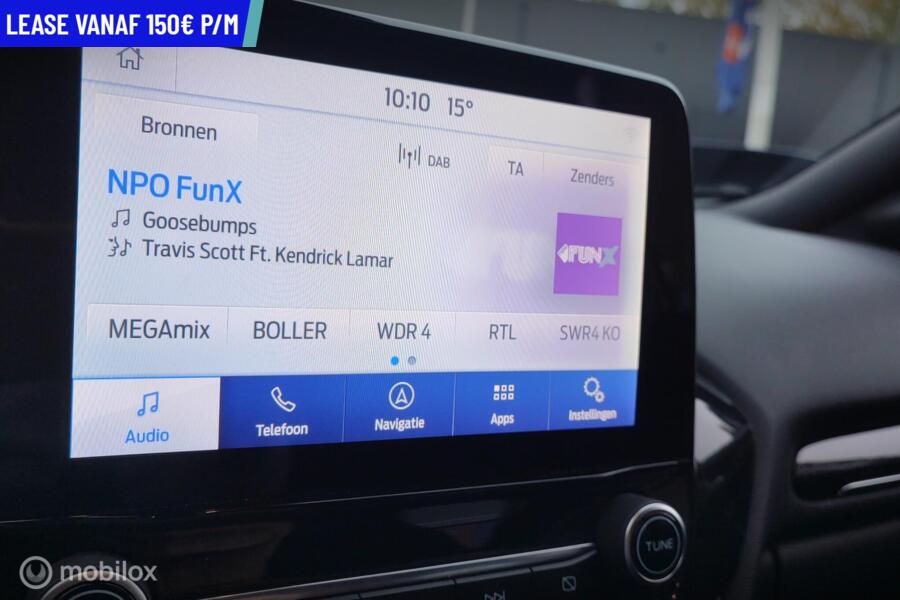 LEASE VANAF 150€ P/M
10:10 15°
Bronnen
DAB
TA
Zenders
NPO FunX
Goosebumps
Travis Scott Ft. Kendrick Lamar
FUNX
MEGAmix BOLLER WDR 4 RTL SWR4 KO
Audio Telefoon Navigatie Apps Instellingen
TUNE
mobilox